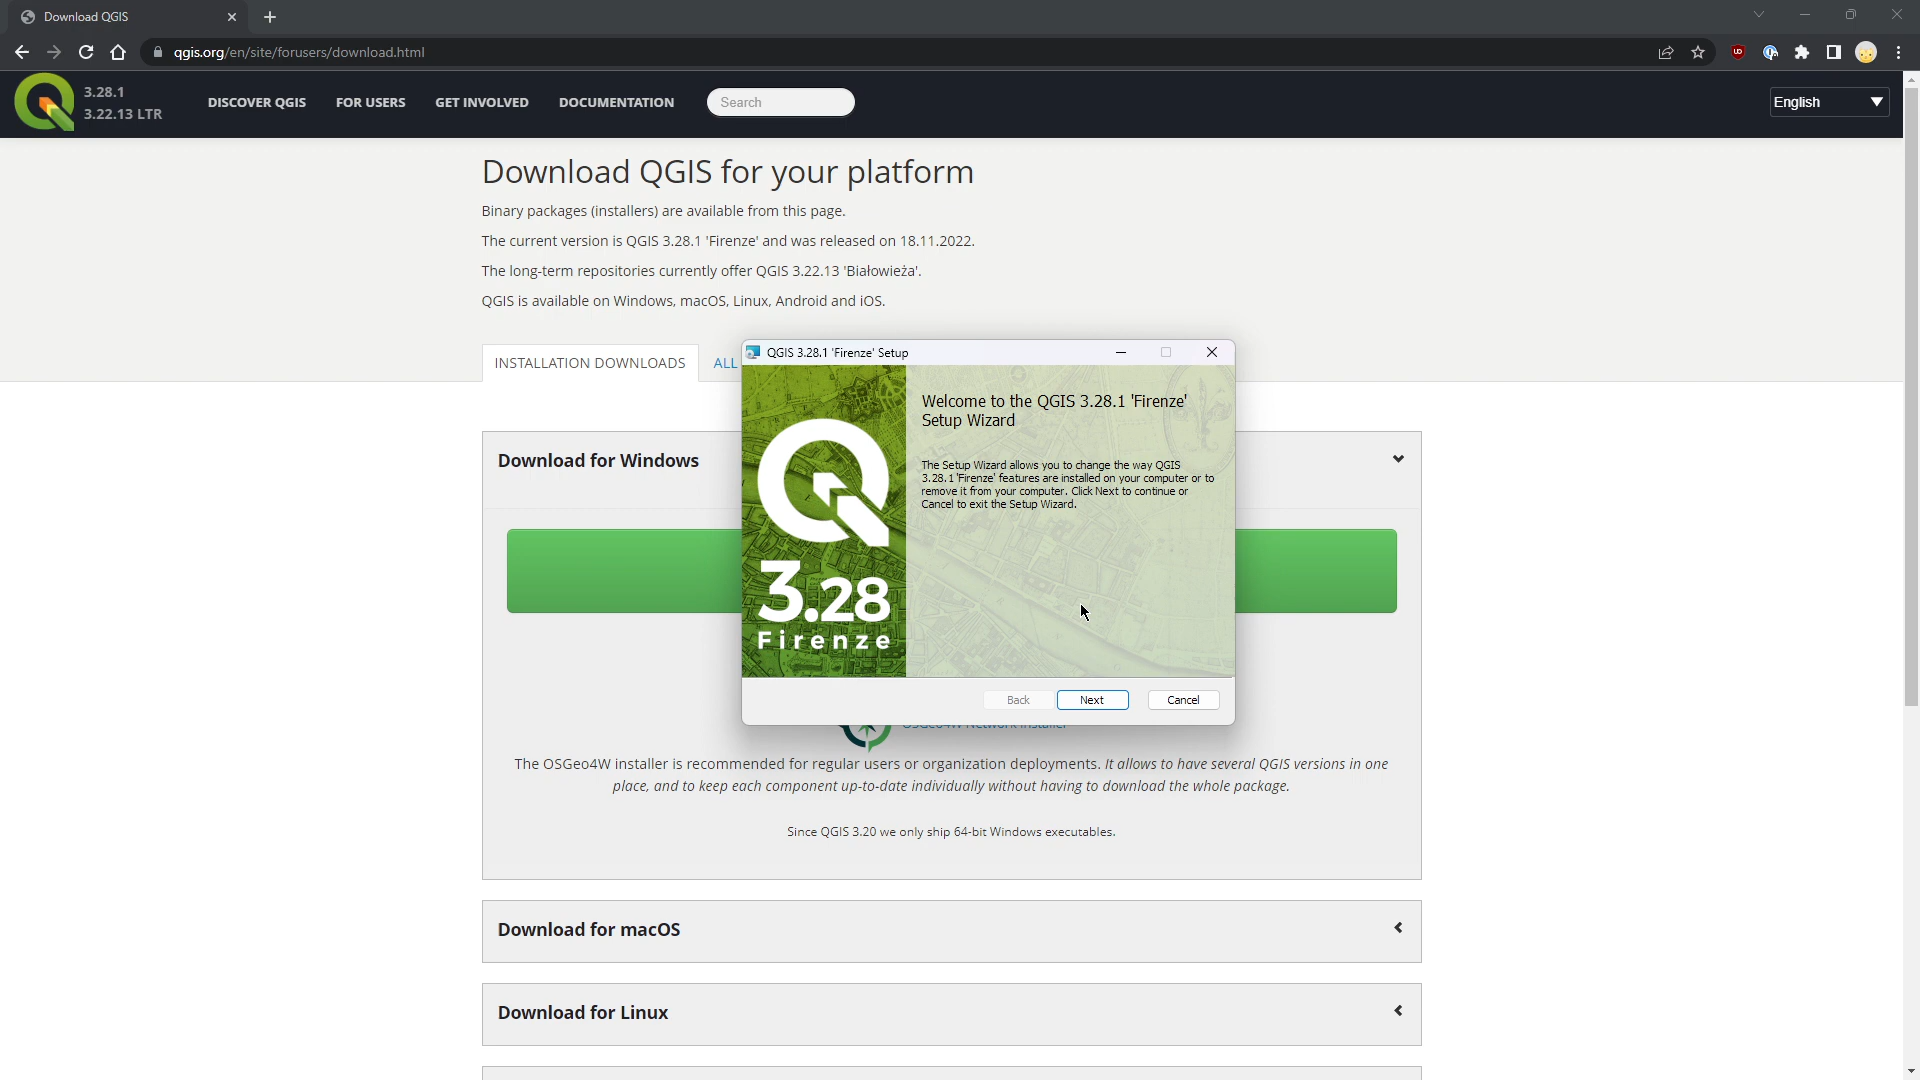 Download QGIS
qgis.org/en/site/forusers/download.html
3.28.1
3.22.13 LTR
DISCOVER QGIS
FOR USERS
GET INVOLVED
DOCUMENTATION
Search
English
Download QGIS for your platform
Binary packages (installers) are available from this page.
The current version is QGIS 3.28.1 'Firenze' and was released on 18.11.2022.
The long-term repositories currently offer QGIS 3.22.13 'Białowieża'.
QGIS is available on Windows, macOS, Linux, Android and iOS.
INSTALLATION DOWNLOADS
ALL
QGIS 3.28.1 'Firenze' Setup
Welcome to the QGIS 3.28.1 'Firenze'
Setup Wizard
The Setup Wizard allows you to change the way QGIS
3.28.1 'Firenze' features are installed on your computer or to
remove it from your computer. Click Next to continue or
Cancel to exit the Setup Wizard.
3.28
Firenze
Back
Next
Cancel
Download for Windows
OSGeo4W Network Installer
The OSGeo4W installer is recommended for regular users or organization deployments. It allows to have several QGIS versions in one
place, and to keep each component up-to-date individually without having to download the whole package.
Since QGIS 3.20 we only ship 64-bit Windows executables.
Download for macOS
Download for Linux